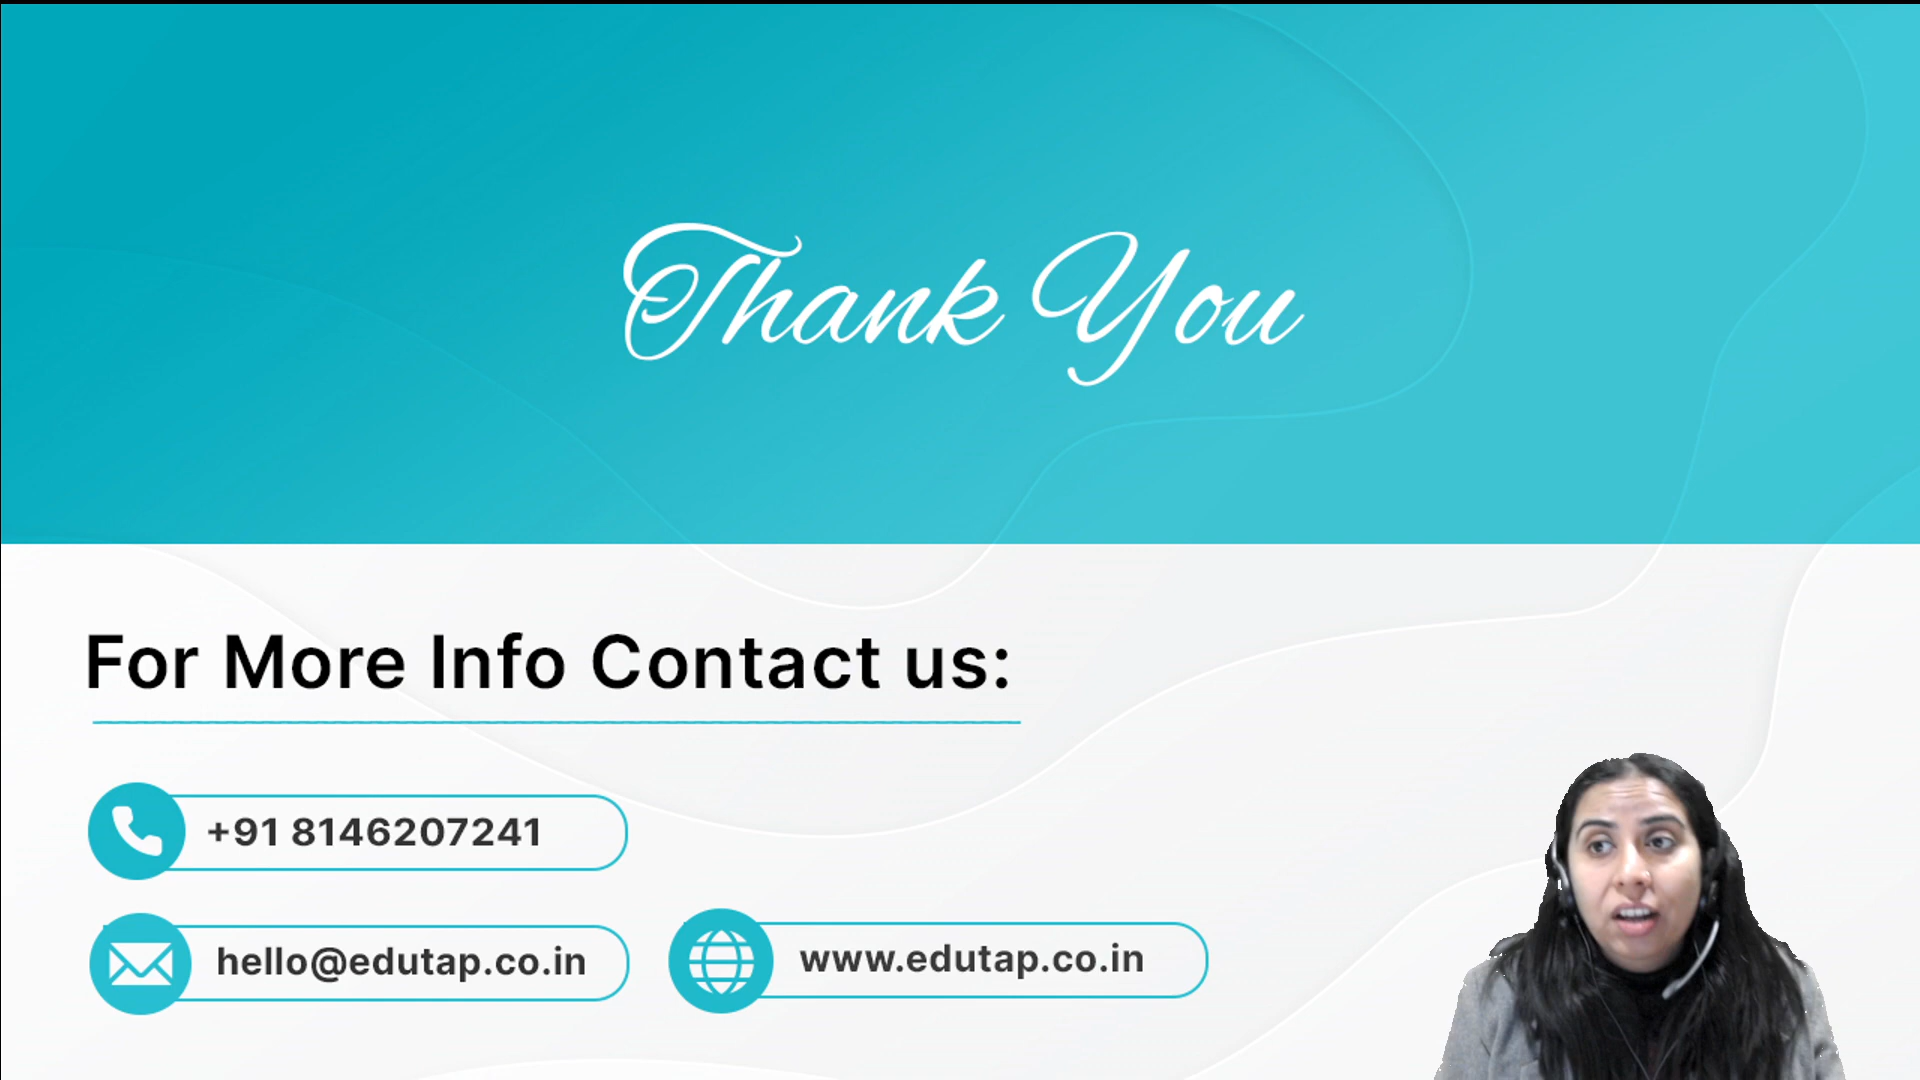 Thank You
For More Info Contact us:
+91 8146207241
hello@edutap.co.in
www.edutap.co.in